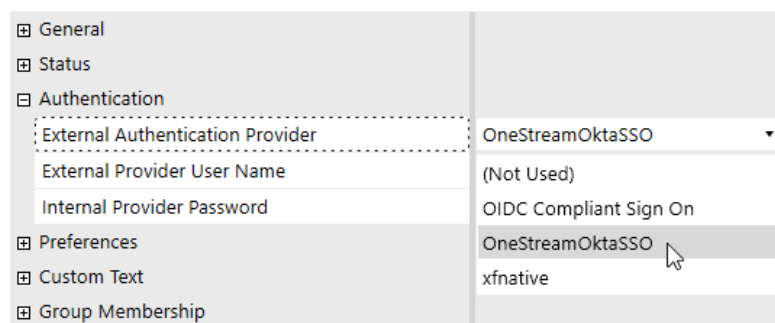 General
Status
Authentication
External Authentication Provider OneStreamOktaSSO
External Provider User Name (Not Used)
Internal Provider Password OIDC Compliant Sign On
Preferences OneStreamOktaSSO
Custom Text xfnative
Group Membership